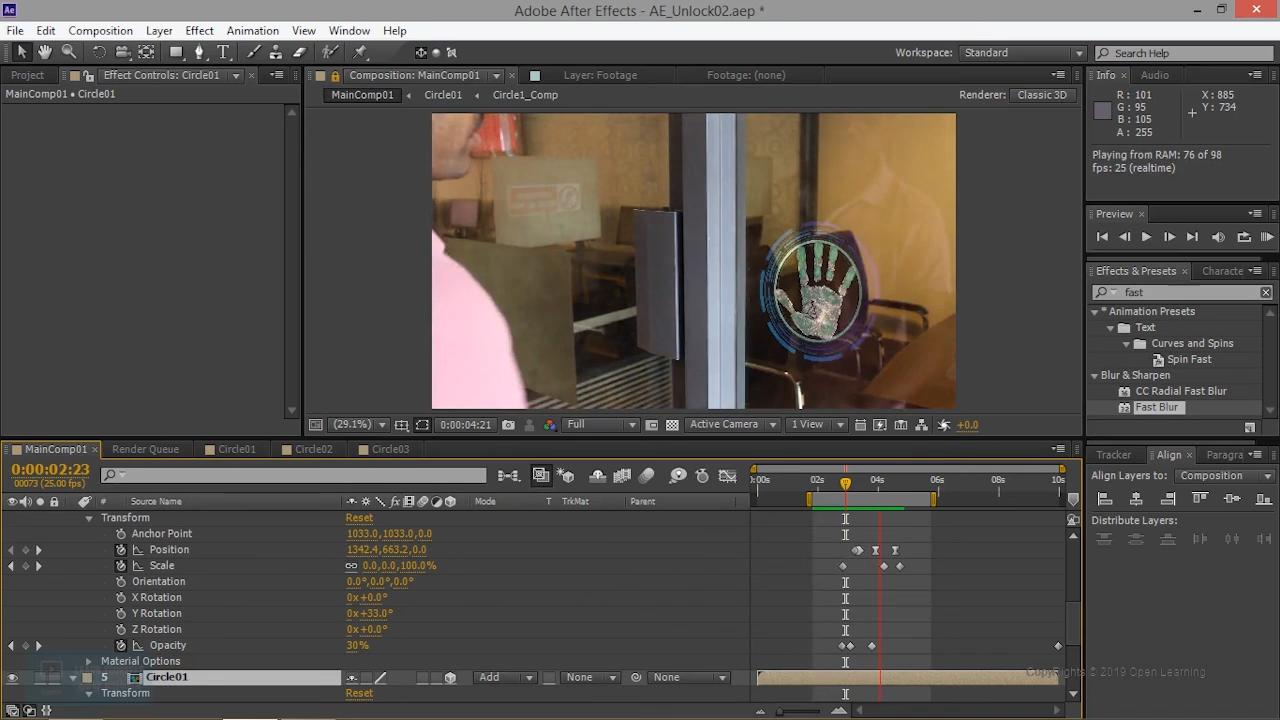 Adobe After Effects - AE_Unlock02.aep *
File Edit Composition Layer Effect Animation View Window Help
Workspace: Standard Search Help
Project Effect Controls: Circle01 Composition: MainComp01 Layer: Footage Footage: (none) Info Audio
MainComp01 • Circle01 MainComp01 Circle01 Circle1_Comp Renderer: Classic 3D
R : 101 X : 885
G : 95 Y : 734
B : 105
A : 255
Playing from RAM: 76 of 98
fps: 25 (realtime)
Preview
Effects & Presets Characte
fast
* Animation Presets
Text
Curves and Spins
Spin Fast
Blur & Sharpen
CC Radial Fast Blur
Fast Blur
(29.1%) 0:00:04:21 Full Active Camera 1 View +0.0
MainComp01 Render Queue Circle01 Circle02 Circle03
Tracker Align Paragra
0:00:02:23
00073 (25.00 fps)
Align Layers to: Composition
Distribute Layers:
0:00s 02s 04s 06s 08s 10s
# Source Name Mode T TrkMat Parent
Transform Reset
Anchor Point 1033.0,1033.0,0.0
Position 1342.4,663.2,0.0
Scale 0.0,0.0,100.0%
Orientation 0.0°,0.0°,0.0°
X Rotation 0x+0.0°
Y Rotation 0x+33.0°
Z Rotation 0x+0.0°
Opacity 30%
Material Options
5 Circle01 Add None None
Transform Reset
CopyRights © 2019 Open Learning